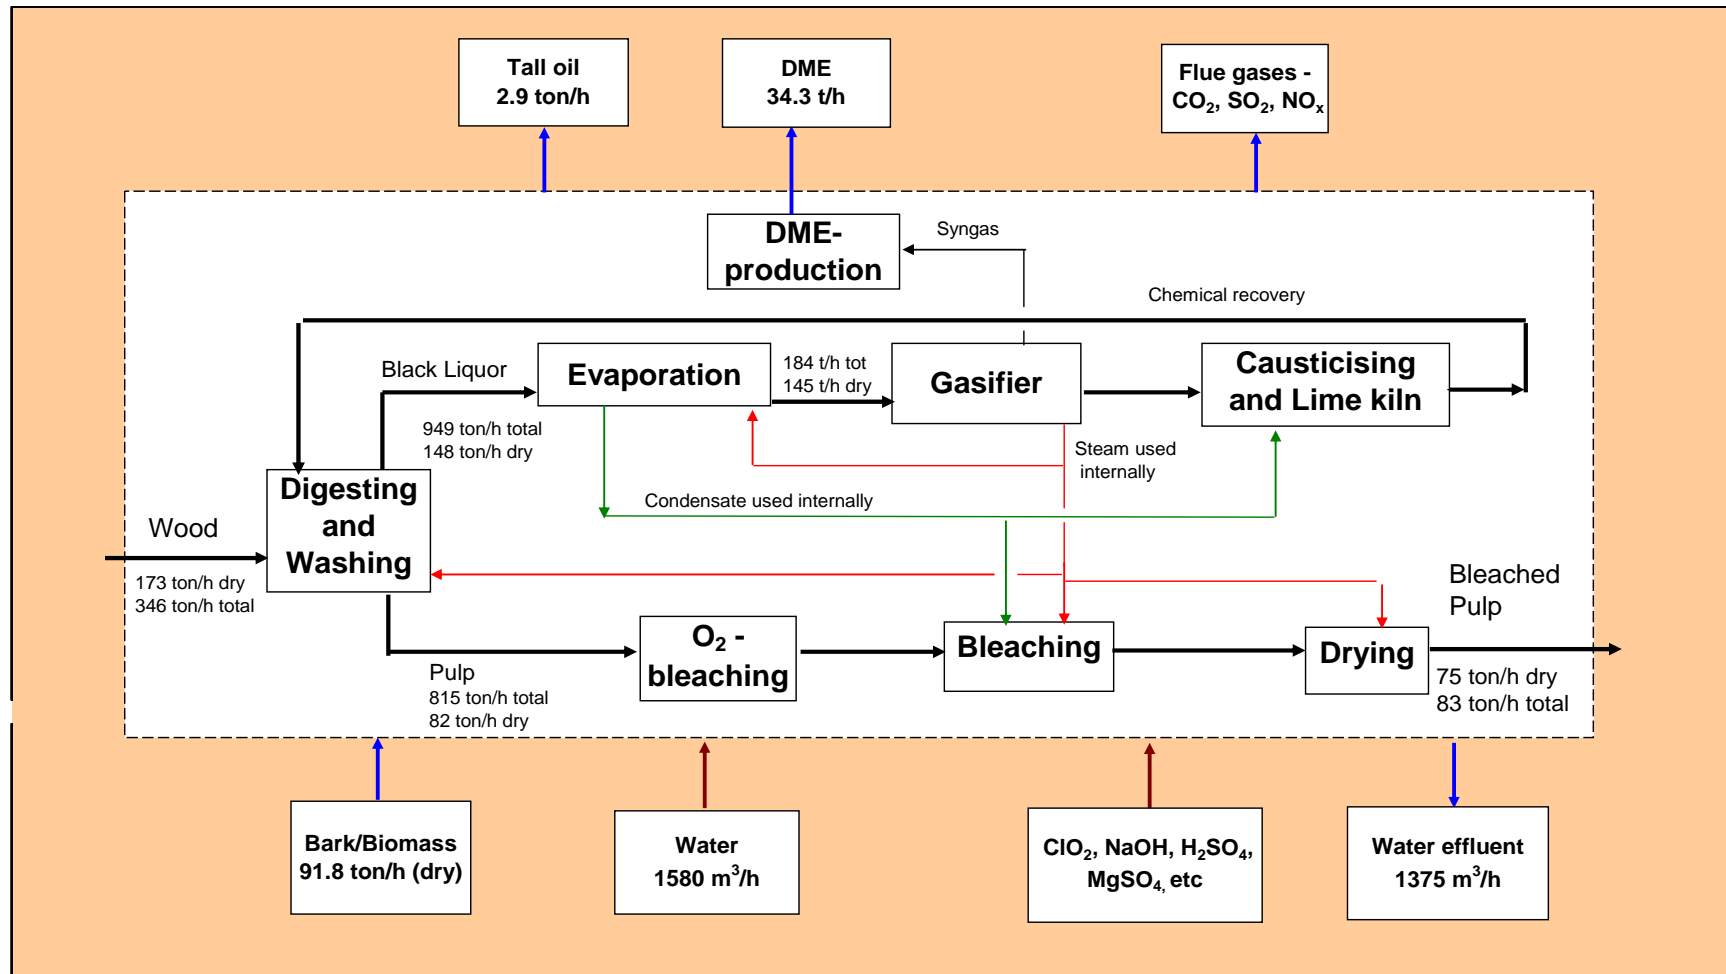 Tall oil
2.9 ton/h
DME
34.3 t/h
Flue gases -
CO₂, SO₂, NOₓ
DME-
production
Syngas
Chemical recovery
Black Liquor
949 ton/h total
148 ton/h dry
Evaporation
184 t/h tot
145 t/h dry
Gasifier
Causticising
and Lime kiln
Steam used
internally
Condensate used internally
Digesting
and
Washing
Wood
173 ton/h dry
346 ton/h total
Pulp
815 ton/h total
82 ton/h dry
O₂ -
bleaching
Bleaching
Drying
Bleached
Pulp
75 ton/h dry
83 ton/h total
Bark/Biomass
91.8 ton/h (dry)
Water
1580 m³/h
ClO₂, NaOH, H₂SO₄,
MgSO₄, etc
Water effluent
1375 m³/h